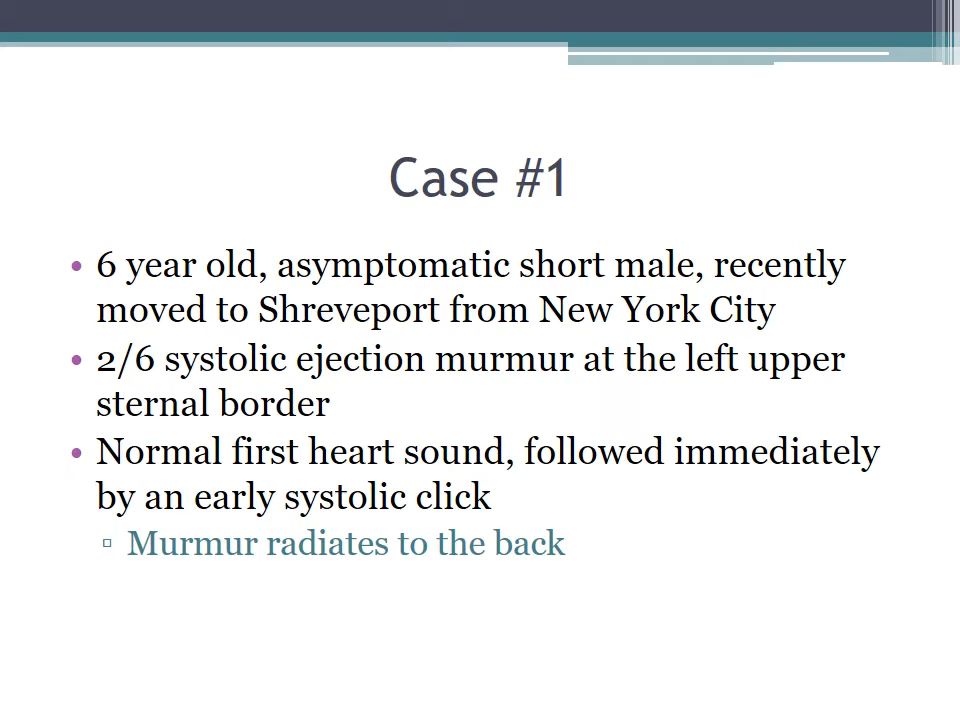 Case #1
• 6 year old, asymptomatic short male, recently
moved to Shreveport from New York City
• 2/6 systolic ejection murmur at the left upper
sternal border
• Normal first heart sound, followed immediately
by an early systolic click
▫ Murmur radiates to the back